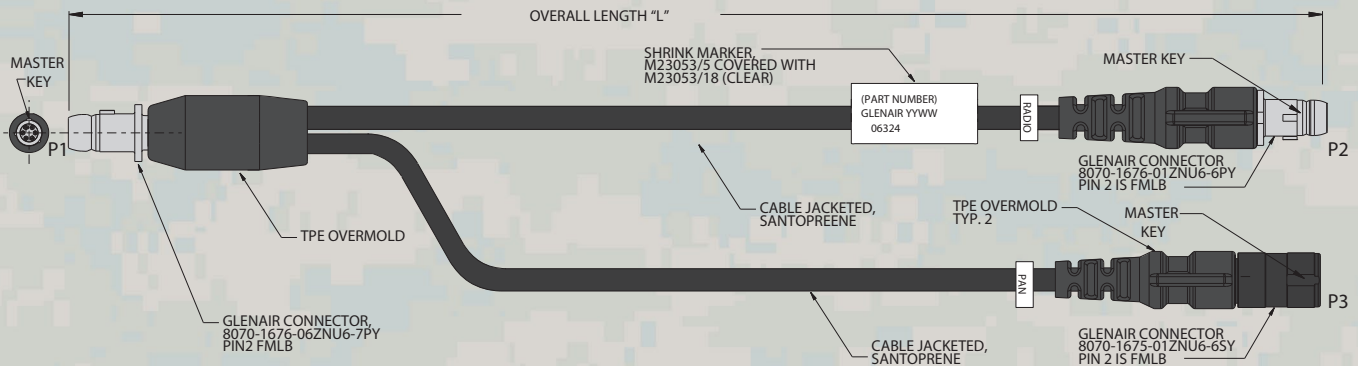 OVERALL LENGTH “L”
MASTER
KEY
P1
SHRINK MARKER,
M23053/5 COVERED WITH
M23053/18 (CLEAR)
(PART NUMBER)
GLENAIR YYWW
06324
RADIO
MASTER KEY
P2
GLENAIR CONNECTOR
8070-1676-01ZNU6-6PY
PIN 2 IS FMLB
TPE OVERMOLD
CABLE JACKETED,
SANTOPREENE
TPE OVERMOLD
TYP. 2
MASTER
KEY
PAN
P3
GLENAIR CONNECTOR,
8070-1676-06ZNU6-7PY
PIN2 FMLB
CABLE JACKETED,
SANTOPRENE
GLENAIR CONNECTOR
8070-1675-01ZNU6-6SY
PIN 2 IS FMLB